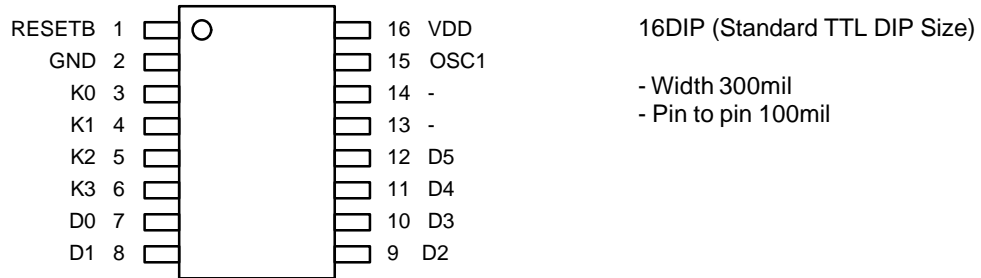 RESETB 1 16 VDD 16DIP (Standard TTL DIP Size)
GND 2 15 OSC1
K0 3 14 - - Width 300mil
K1 4 13 - - Pin to pin 100mil
K2 5 12 D5
K3 6 11 D4
D0 7 10 D3
D1 8 9 D2